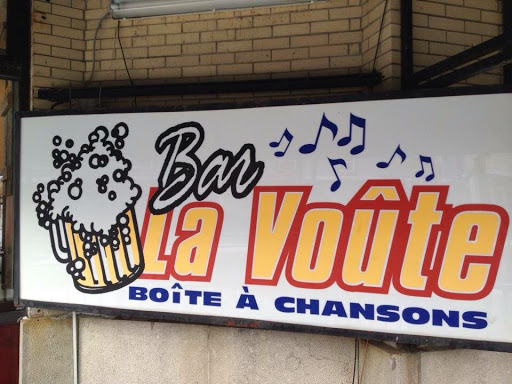 Bar
La Voûte
BOÎTE À CHANSONS